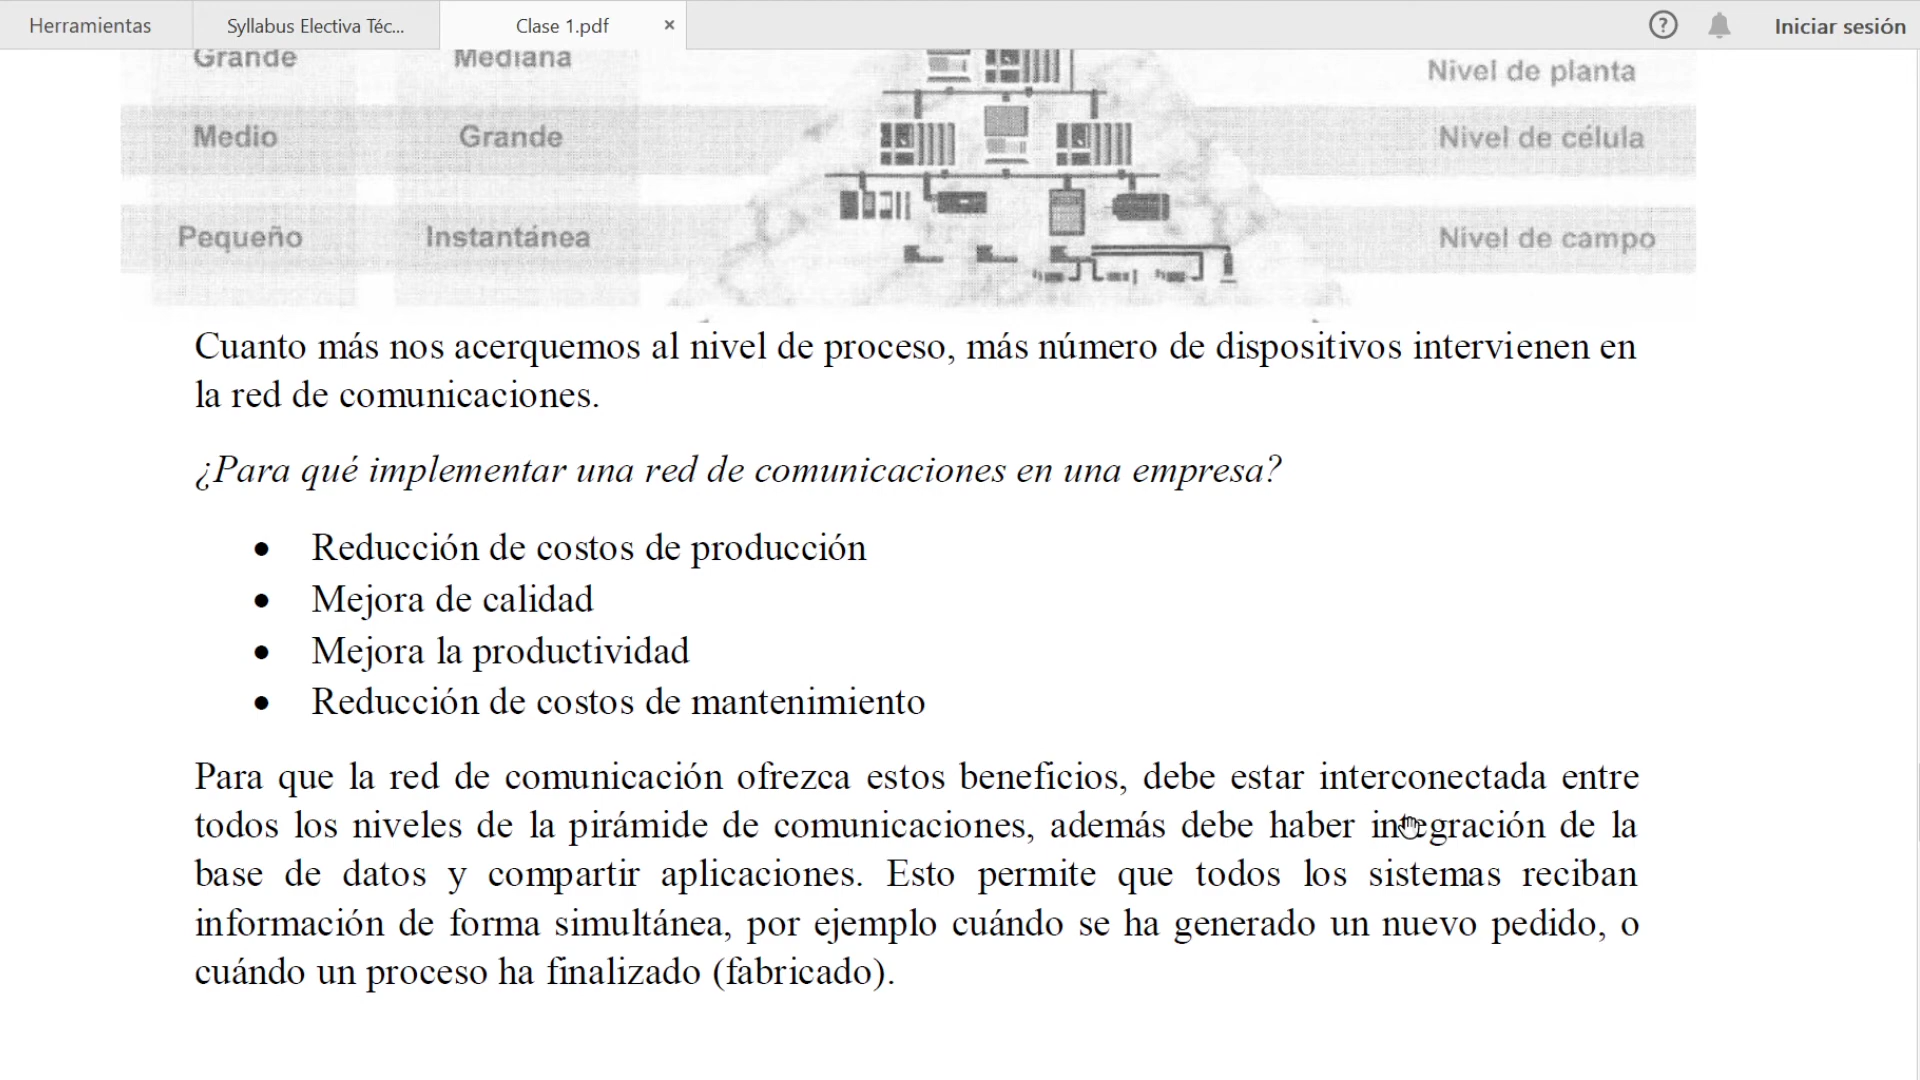 Herramientas
Syllabus Electiva Téc...
Clase 1.pdf
×
?
Iniciar sesión
Grande Mediana Nivel de planta
Medio Grande Nivel de célula
Pequeño Instantánea Nivel de campo
Cuanto más nos acerquemos al nivel de proceso, más número de dispositivos intervienen en
la red de comunicaciones.
¿Para qué implementar una red de comunicaciones en una empresa?
• Reducción de costos de producción
• Mejora de calidad
• Mejora la productividad
• Reducción de costos de mantenimiento
Para que la red de comunicación ofrezca estos beneficios, debe estar interconectada entre
todos los niveles de la pirámide de comunicaciones, además debe haber integración de la
base de datos y compartir aplicaciones. Esto permite que todos los sistemas reciban
información de forma simultánea, por ejemplo cuándo se ha generado un nuevo pedido, o
cuándo un proceso ha finalizado (fabricado).